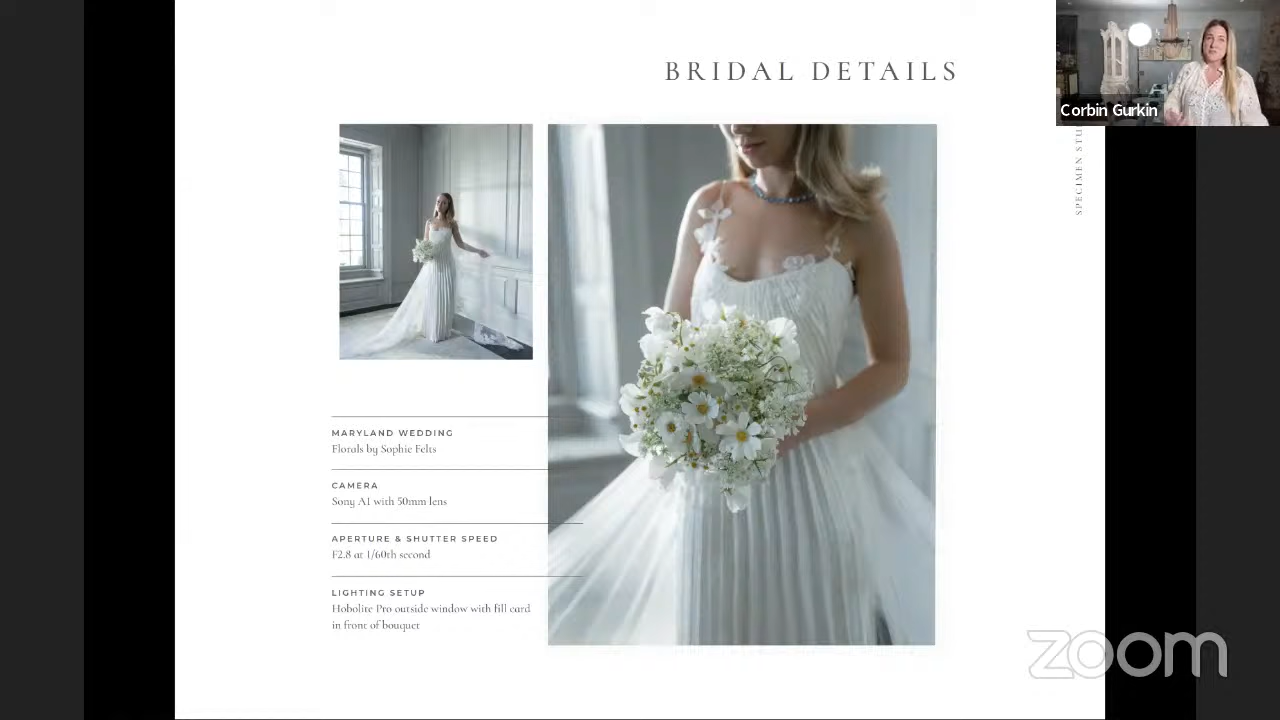 BRIDAL DETAILS
Corbin Gurkin
SPECIMEN
MARYLAND WEDDING
Florals by Sophie Felts
CAMERA
Sony A1 with 50mm lens
APERTURE & SHUTTER SPEED
F2.8 at 1/60th second
LIGHTING SETUP
Hobolite Pro outside window with fill card
in front of bouquet
zoom